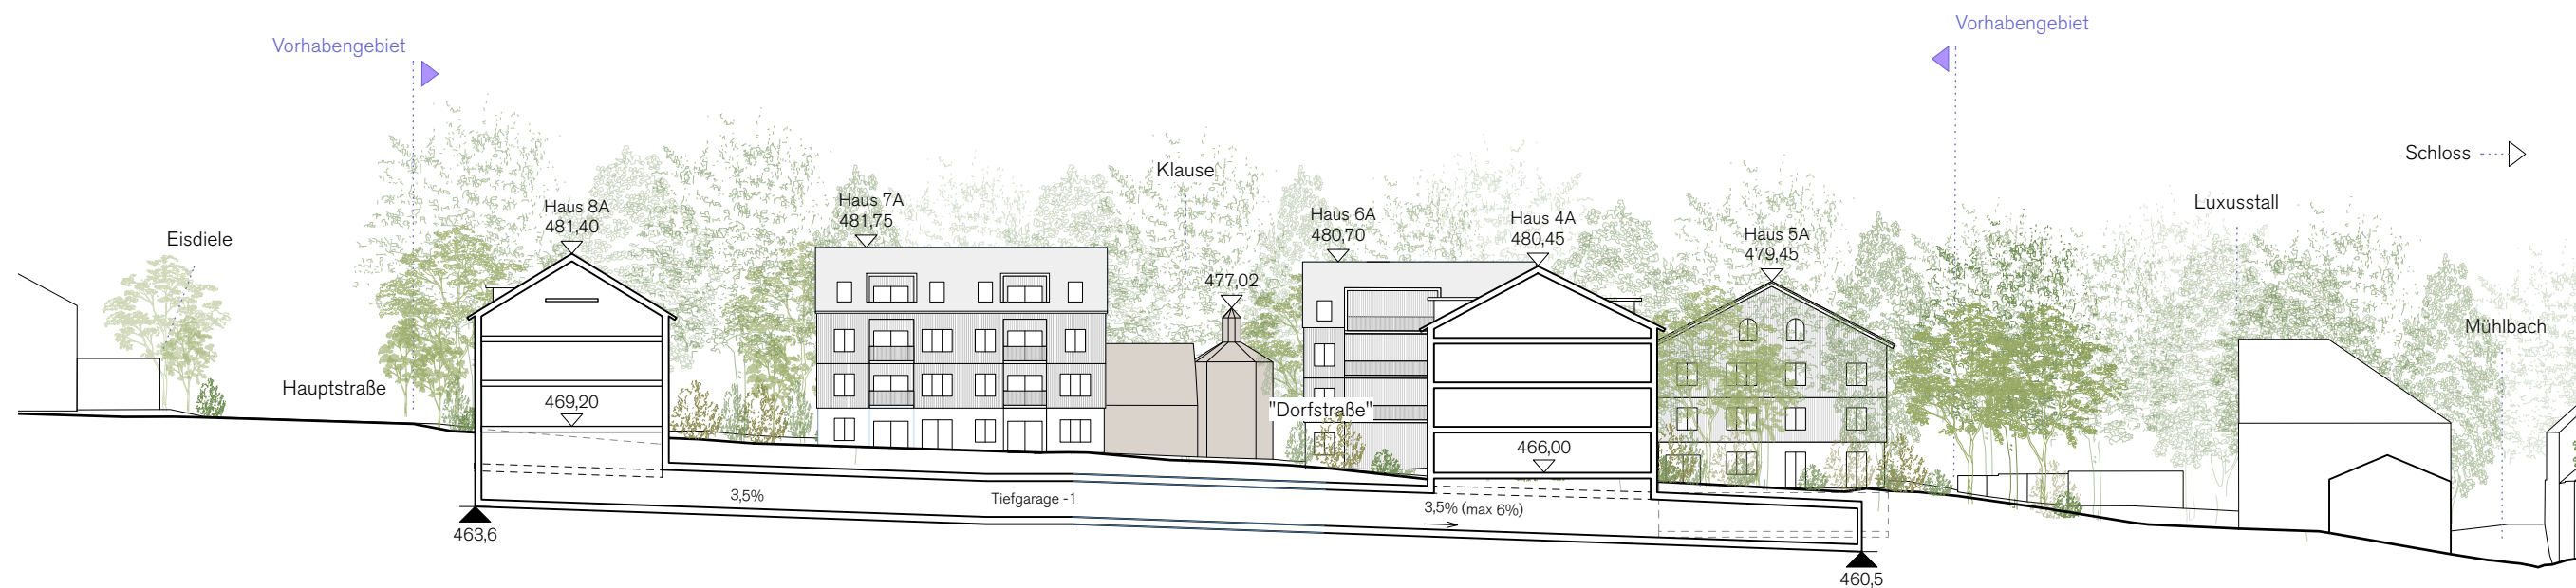 Vorhabengebiet
Vorhabengebiet
Schloss
Klause
Luxusstall
Haus 8A
481,40
Haus 7A
481,75
Haus 6A
480,70
Haus 4A
480,45
Haus 5A
479,45
Eisdiele
477,02
Mühlbach
Hauptstraße
469,20
"Dorfstraße"
466,00
3,5%
Tiefgarage -1
3,5% (max 6%)
463,6
460,5